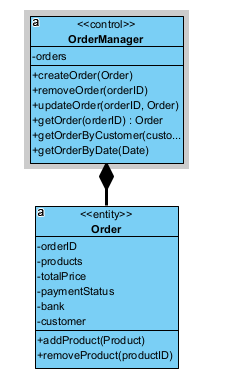 a
<<control>>
OrderManager
-orders
+createOrder(Order)
+removeOrder(orderID)
+updateOrder(orderID, Order)
+getOrder(orderID) : Order
+getOrderByCustomer(custo...
+getOrderByDate(Date)
a
<<entity>>
Order
-orderID
-products
-totalPrice
-paymentStatus
-bank
-customer
+addProduct(Product)
+removeProduct(productID)